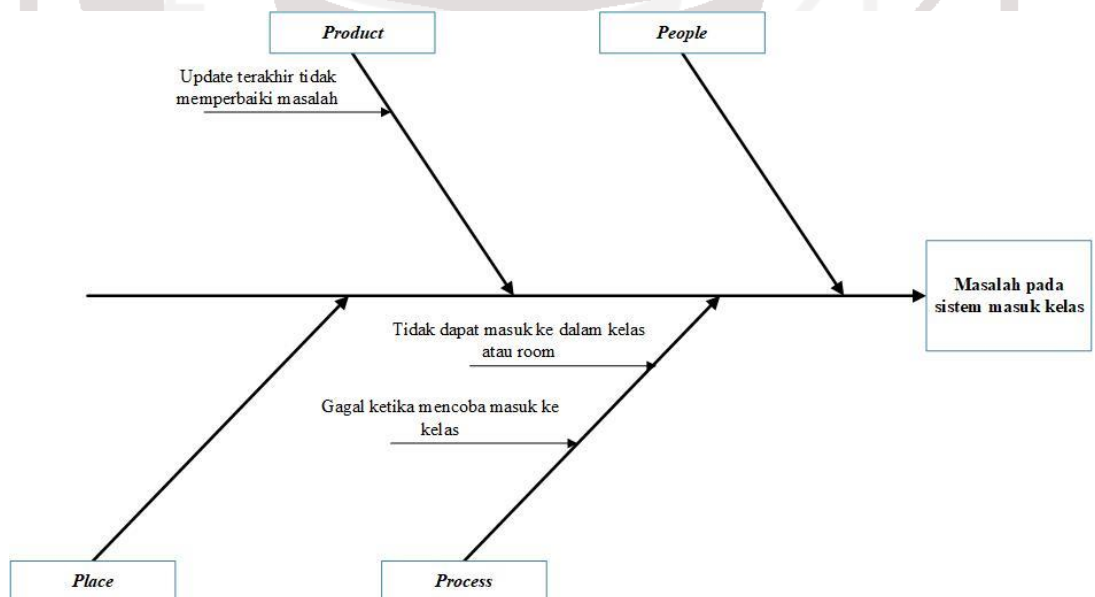 Product
People
Update terakhir tidak
memperbaiki masalah
Masalah pada
sistem masuk kelas
Tidak dapat masuk ke dalam kelas
atau room
Gagal ketika mencoba masuk ke
kelas
Place
Process